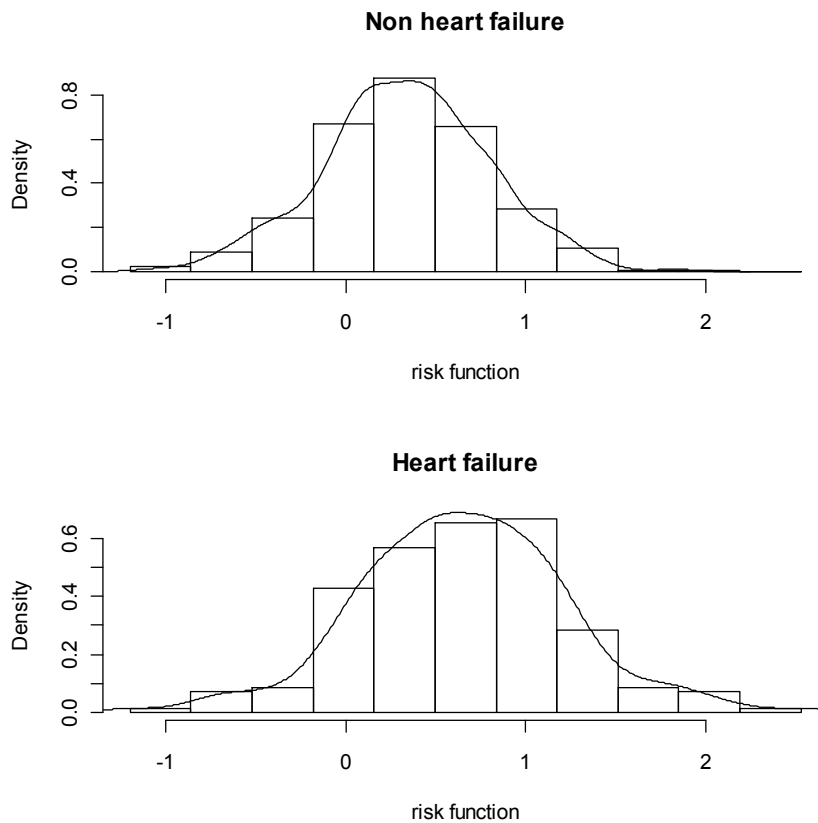 Non heart failure
Density
0.0 0.4 0.8
-1 0 1 2
risk function
Heart failure
Density
0.0 0.2 0.4 0.6
-1 0 1 2
risk function